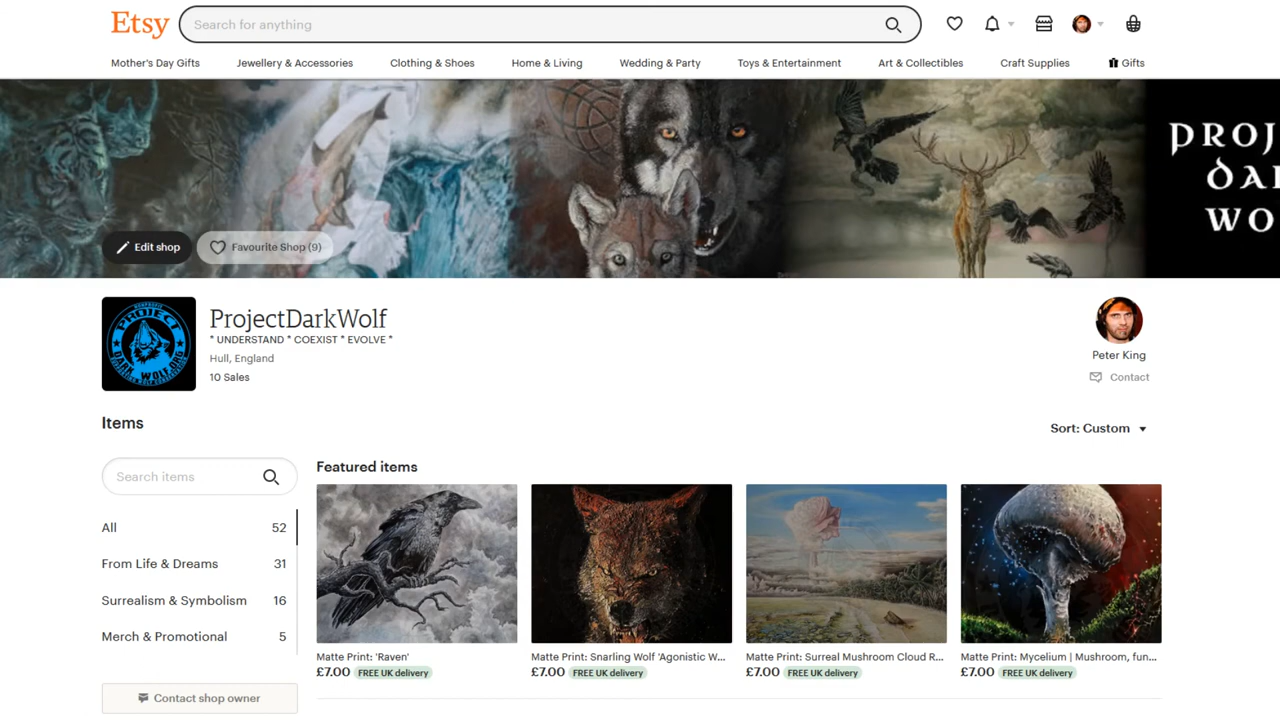 Etsy
Search for anything
Mother's Day Gifts
Jewellery & Accessories
Clothing & Shoes
Home & Living
Wedding & Party
Toys & Entertainment
Art & Collectibles
Craft Supplies
Gifts
PROJ
DA
WO
Edit shop
Favourite Shop (9)
PROJECT
DARK
WOLF.ORG
ProjectDarkWolf
* UNDERSTAND * COEXIST * EVOLVE *
Hull, England
10 Sales
Peter King
Contact
Items
Sort: Custom
Search items
All 52
From Life & Dreams 31
Surrealism & Symbolism 16
Merch & Promotional 5
Contact shop owner
Featured items
Matte Print: 'Raven'
£7.00 FREE UK delivery
Matte Print: Snarling Wolf 'Agonistic W...
£7.00 FREE UK delivery
Matte Print: Surreal Mushroom Cloud R...
£7.00 FREE UK delivery
Matte Print: Mycelium | Mushroom, fun...
£7.00 FREE UK delivery